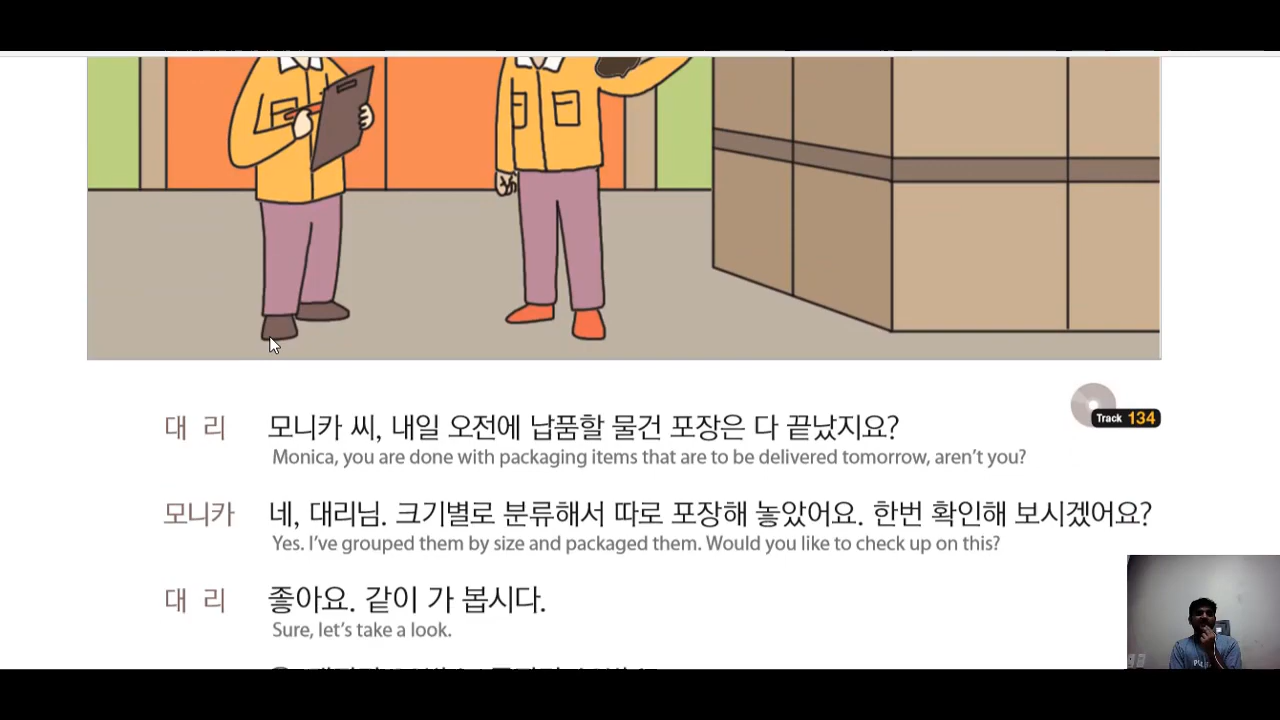 Track 134
대 리 모니카 씨, 내일 오전에 납품할 물건 포장은 다 끝났지요?
Monica, you are done with packaging items that are to be delivered tomorrow, aren't you?
모니카 네, 대리님. 크기별로 분류해서 따로 포장해 놓았어요. 한번 확인해 보시겠어요?
Yes. I've grouped them by size and packaged them. Would you like to check up on this?
대 리 좋아요. 같이 가 봅시다.
Sure, let's take a look.